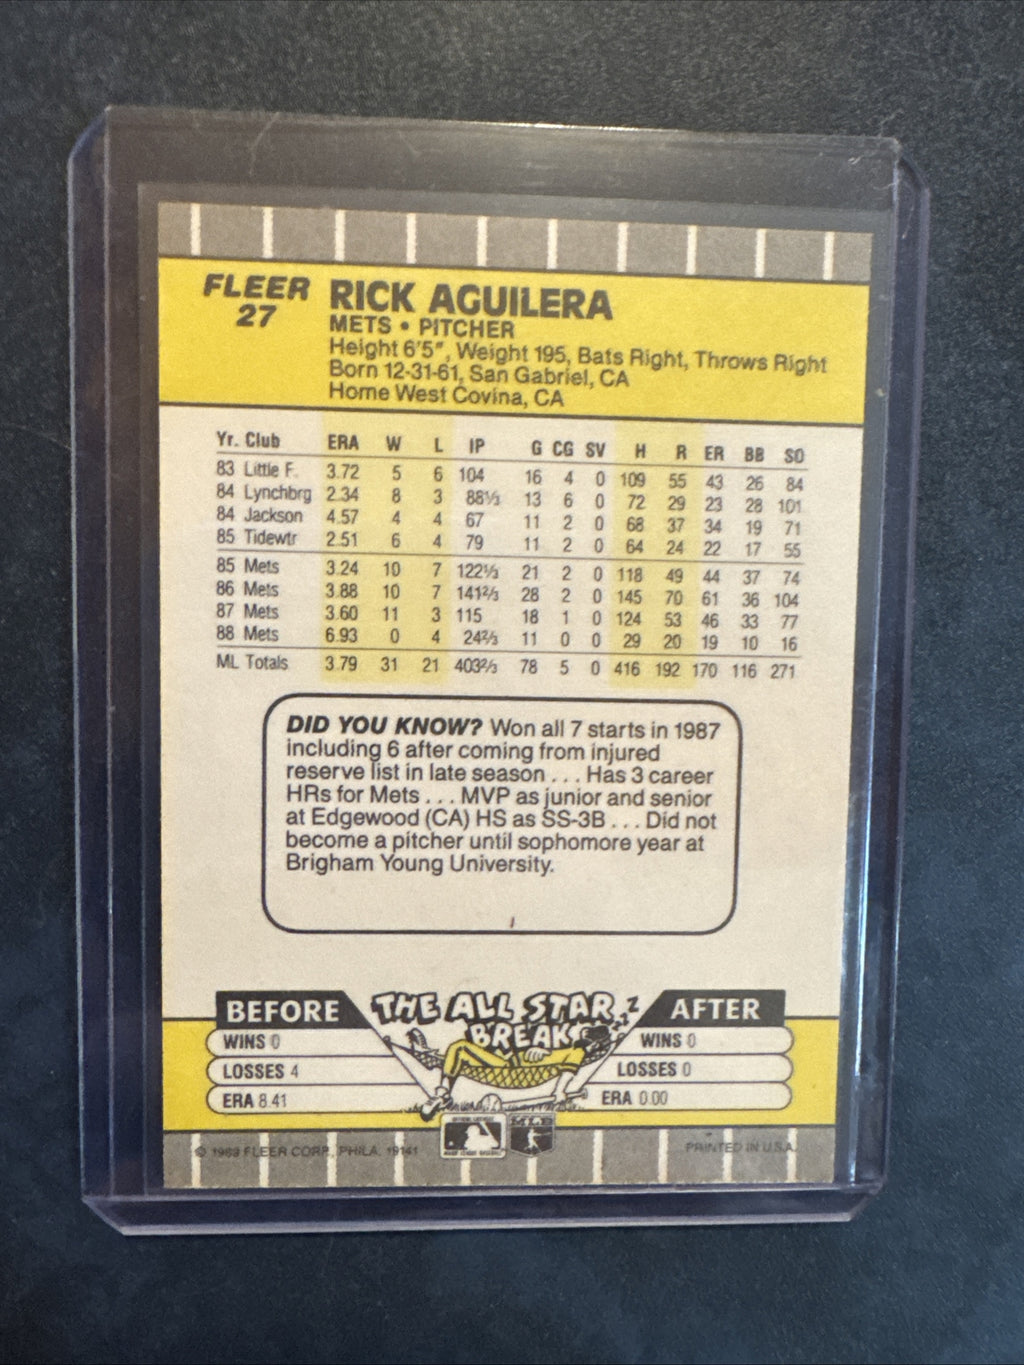 FLEER
27
RICK AGUILERA
METS • PITCHER
Height 6'5", Weight 195, Bats Right, Throws Right
Born 12-31-61, San Gabriel, CA
Home West Covina, CA
Yr. Club ERA W L IP G CG SV H R ER BB SO
83 Little F. 3.72 5 6 104 16 4 0 109 55 43 26 84
84 Lynchbrg 2.34 8 3 88⅓ 13 6 0 72 29 23 28 101
84 Jackson 4.57 4 4 67 11 2 0 68 37 34 19 71
85 Tidewtr 2.51 6 4 79 11 2 0 64 24 22 17 55
85 Mets 3.24 10 7 122⅓ 21 2 0 118 49 44 37 74
86 Mets 3.88 10 7 141⅔ 28 2 0 145 70 61 36 104
87 Mets 3.60 11 3 115 18 1 0 124 53 46 33 77
88 Mets 6.93 0 4 24⅔ 11 0 0 29 20 19 10 16
ML Totals 3.79 31 21 403⅔ 78 5 0 416 192 170 116 271
DID YOU KNOW? Won all 7 starts in 1987
including 6 after coming from injured
reserve list in late season . . . Has 3 career
HRs for Mets . . . MVP as junior and senior
at Edgewood (CA) HS as SS-3B . . . Did not
become a pitcher until sophomore year at
Brigham Young University.
BEFORE THE ALL STAR BREAK ZZZZ AFTER
WINS 0 WINS 0
LOSSES 4 LOSSES 0
ERA 8.41 ERA 0.00
© 1989 FLEER CORP., PHILA. 19141 PRINTED IN U.S.A.